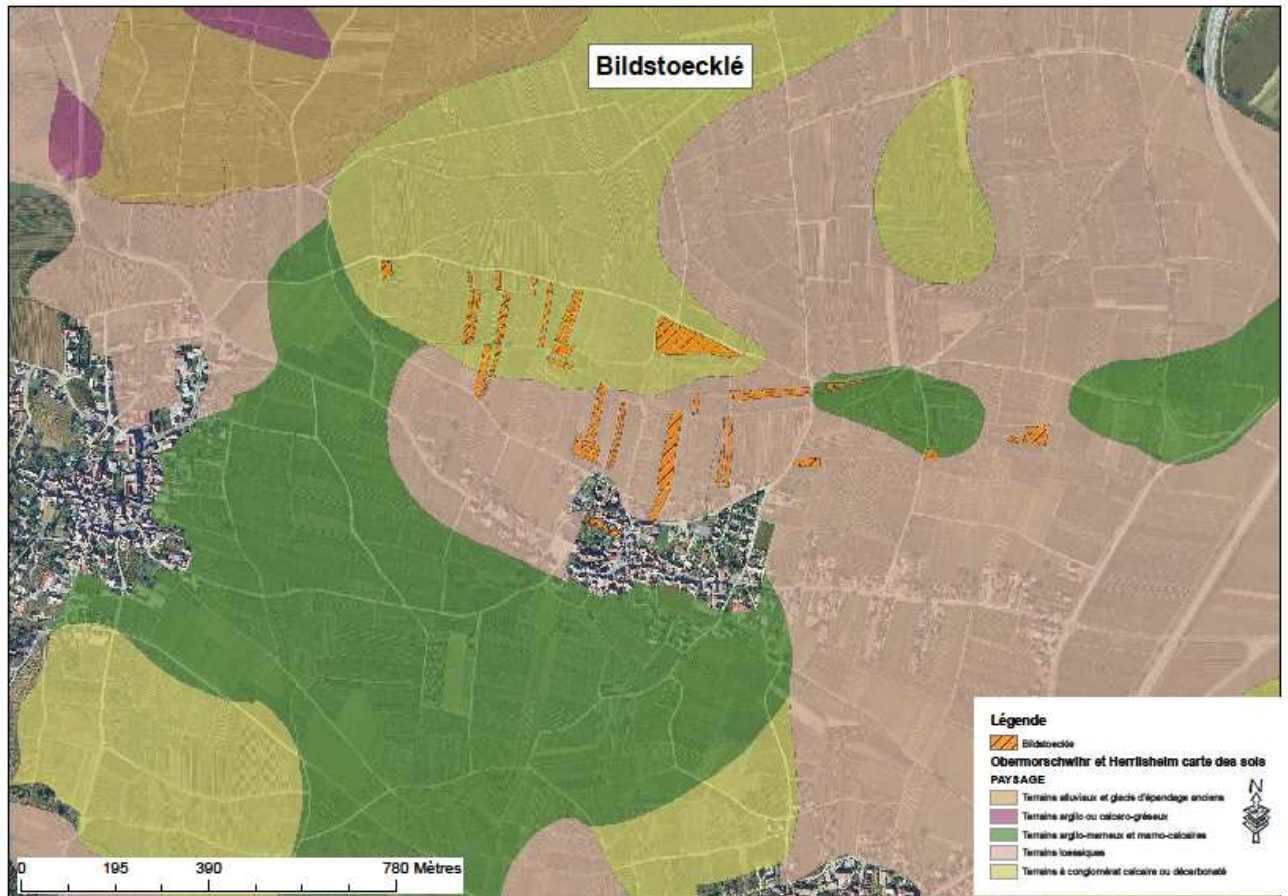 Bildstoecklé
Légende
Bildstoeckle
Obermorschwihr et Herrlisheim carte des sols
PAYSAGE
Terrains alluviaux et glacis d'épandage anciens
Terrains argilo ou calcaro-gréseux
Terrains argilo-marneux et marno-calcaires
Terrains loessiques
Terrains à conglomérat calcaire ou décarbonaté
N
0 195 390 780 Mètres